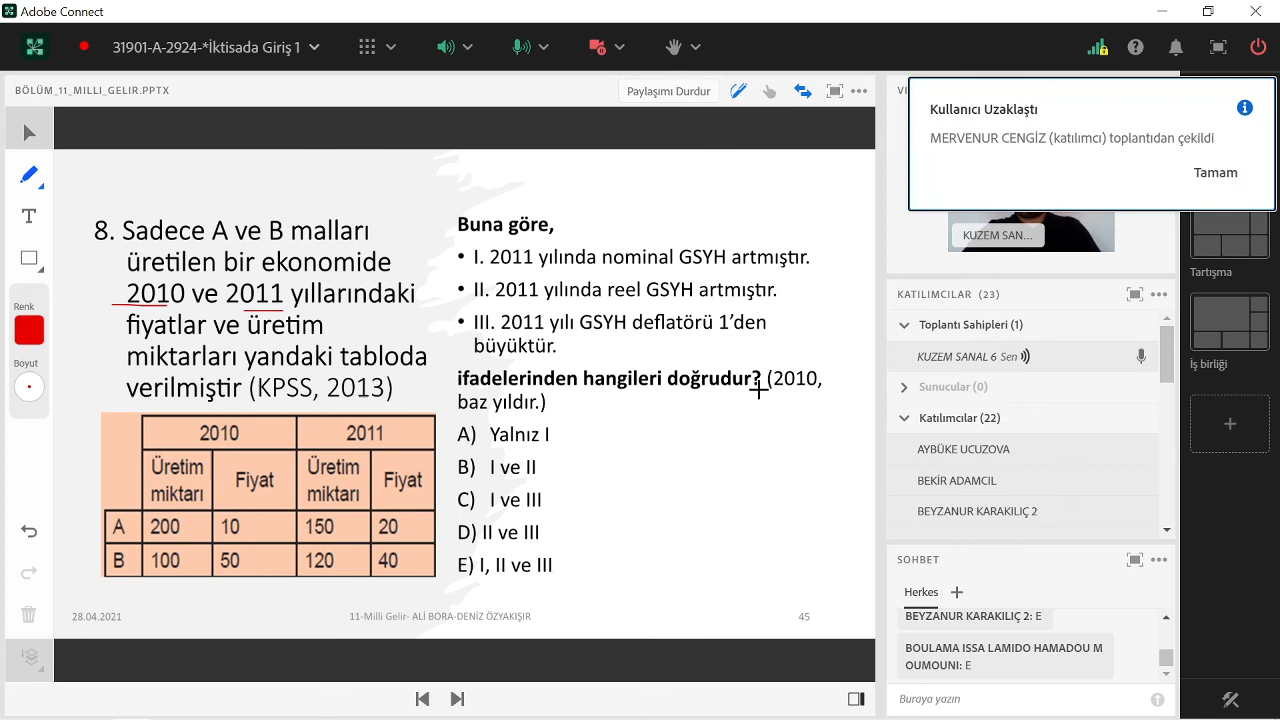 Adobe Connect
31901-A-2924-*İktisada Giriş 1
BÖLÜM_11_MILLI_GELIR.PPTX
Paylaşımı Durdur
T
Renk
Boyut
8. Sadece A ve B malları
üretilen bir ekonomide
2010 ve 2011 yıllarındaki
fiyatlar ve üretim
miktarları yandaki tabloda
verilmiştir (KPSS, 2013)
2010 2011
Üretim miktarı Fiyat Üretim miktarı Fiyat
A 200 10 150 20
B 100 50 120 40
Buna göre,
• I. 2011 yılında nominal GSYH artmıştır.
• II. 2011 yılında reel GSYH artmıştır.
• III. 2011 yılı GSYH deflatörü 1’den
büyüktür.
ifadelerinden hangileri doğrudur? (2010,
baz yıldır.)
A) Yalnız I
B) I ve II
C) I ve III
D) II ve III
E) I, II ve III
28.04.2021
11-Milli Gelir- ALİ BORA-DENİZ ÖZYAKIŞIR
45
Kullanıcı Uzaklaştı
MERVENUR CENGİZ (katılımcı) toplantıdan çekildi
Tamam
KUZEM SAN...
KATILIMCILAR (23)
Toplantı Sahipleri (1)
KUZEM SANAL 6 Sen
Sunucular (0)
Katılımcılar (22)
AYBÜKE UCUZOVA
BEKİR ADAMCIL
BEYZANUR KARAKILIÇ 2
SOHBET
Herkes
BEYZANUR KARAKILIÇ 2: E
BOULAMA ISSA LAMIDO HAMADOU M
OUMOUNI: E
Buraya yazın
Tartışma
İş birliği